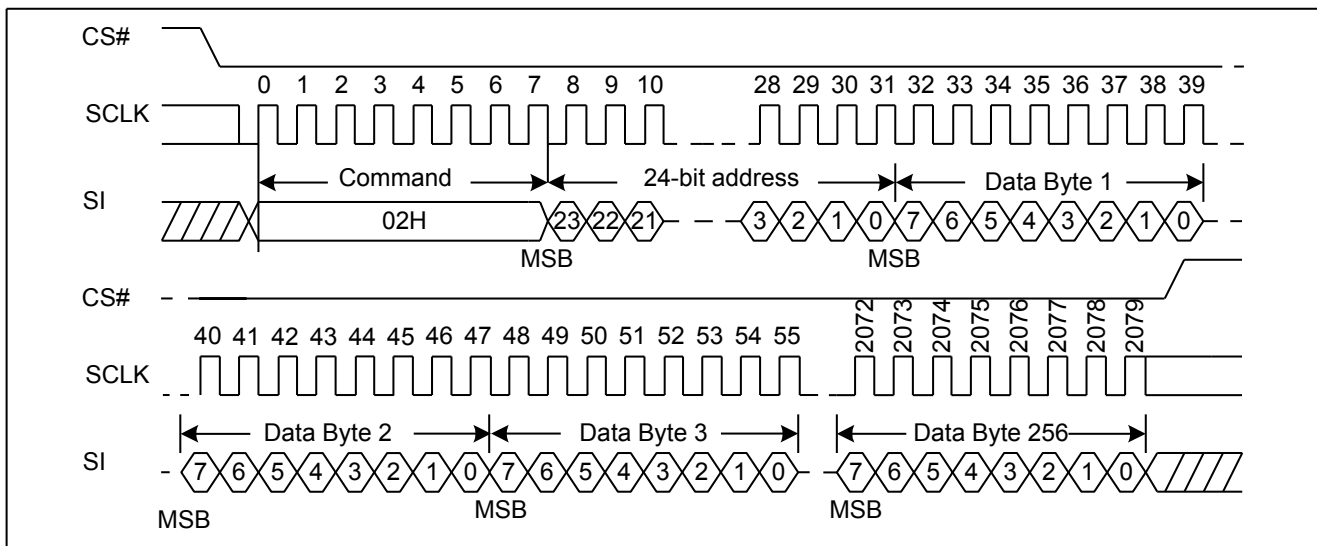 CS#
0 1 2 3 4 5 6 7 8 9 10 28 29 30 31 32 33 34 35 36 37 38 39
SCLK
Command 24-bit address Data Byte 1
SI
02H 23 22 21 3 2 1 0 7 6 5 4 3 2 1 0
MSB MSB
CS#
40 41 42 43 44 45 46 47 48 49 50 51 52 53 54 55 2072 2073 2074 2075 2076 2077 2078 2079
SCLK
Data Byte 2 Data Byte 3 Data Byte 256
SI
7 6 5 4 3 2 1 0 7 6 5 4 3 2 1 0 7 6 5 4 3 2 1 0
MSB MSB MSB